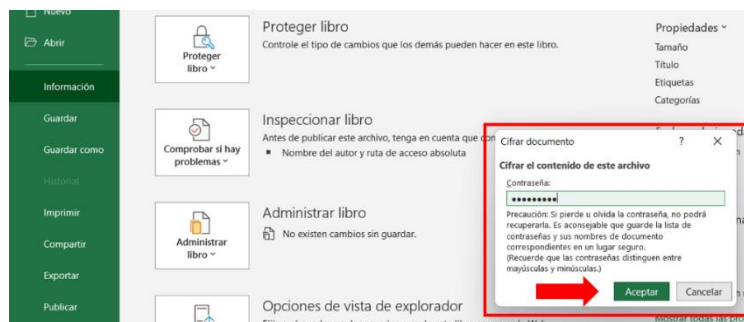 Nuevo
Abrir
Información
Guardar
Guardar como
Historial
Imprimir
Compartir
Exportar
Publicar
Proteger
libro
Proteger libro
Controle el tipo de cambios que los demás pueden hacer en este libro.
Comprobar si hay
problemas
Inspeccionar libro
Antes de publicar este archivo, tenga en cuenta que
Nombre del autor y ruta de acceso absoluta
Administrar
libro
Administrar libro
No existen cambios sin guardar.
Opciones de vista de explorador
Propiedades
Tamaño
Título
Etiquetas
Categorías
Cifrar documento ? X
Cifrar el contenido de este archivo
Contraseña:
•••••••••
Precaución: Si pierde u olvida la contraseña, no podrá
recuperarla. Es aconsejable que guarde la lista de
contraseñas y sus nombres de documento
correspondientes en un lugar seguro.
(Recuerde que las contraseñas distinguen entre
mayúsculas y minúsculas.)
Aceptar Cancelar
Mostrar todas las